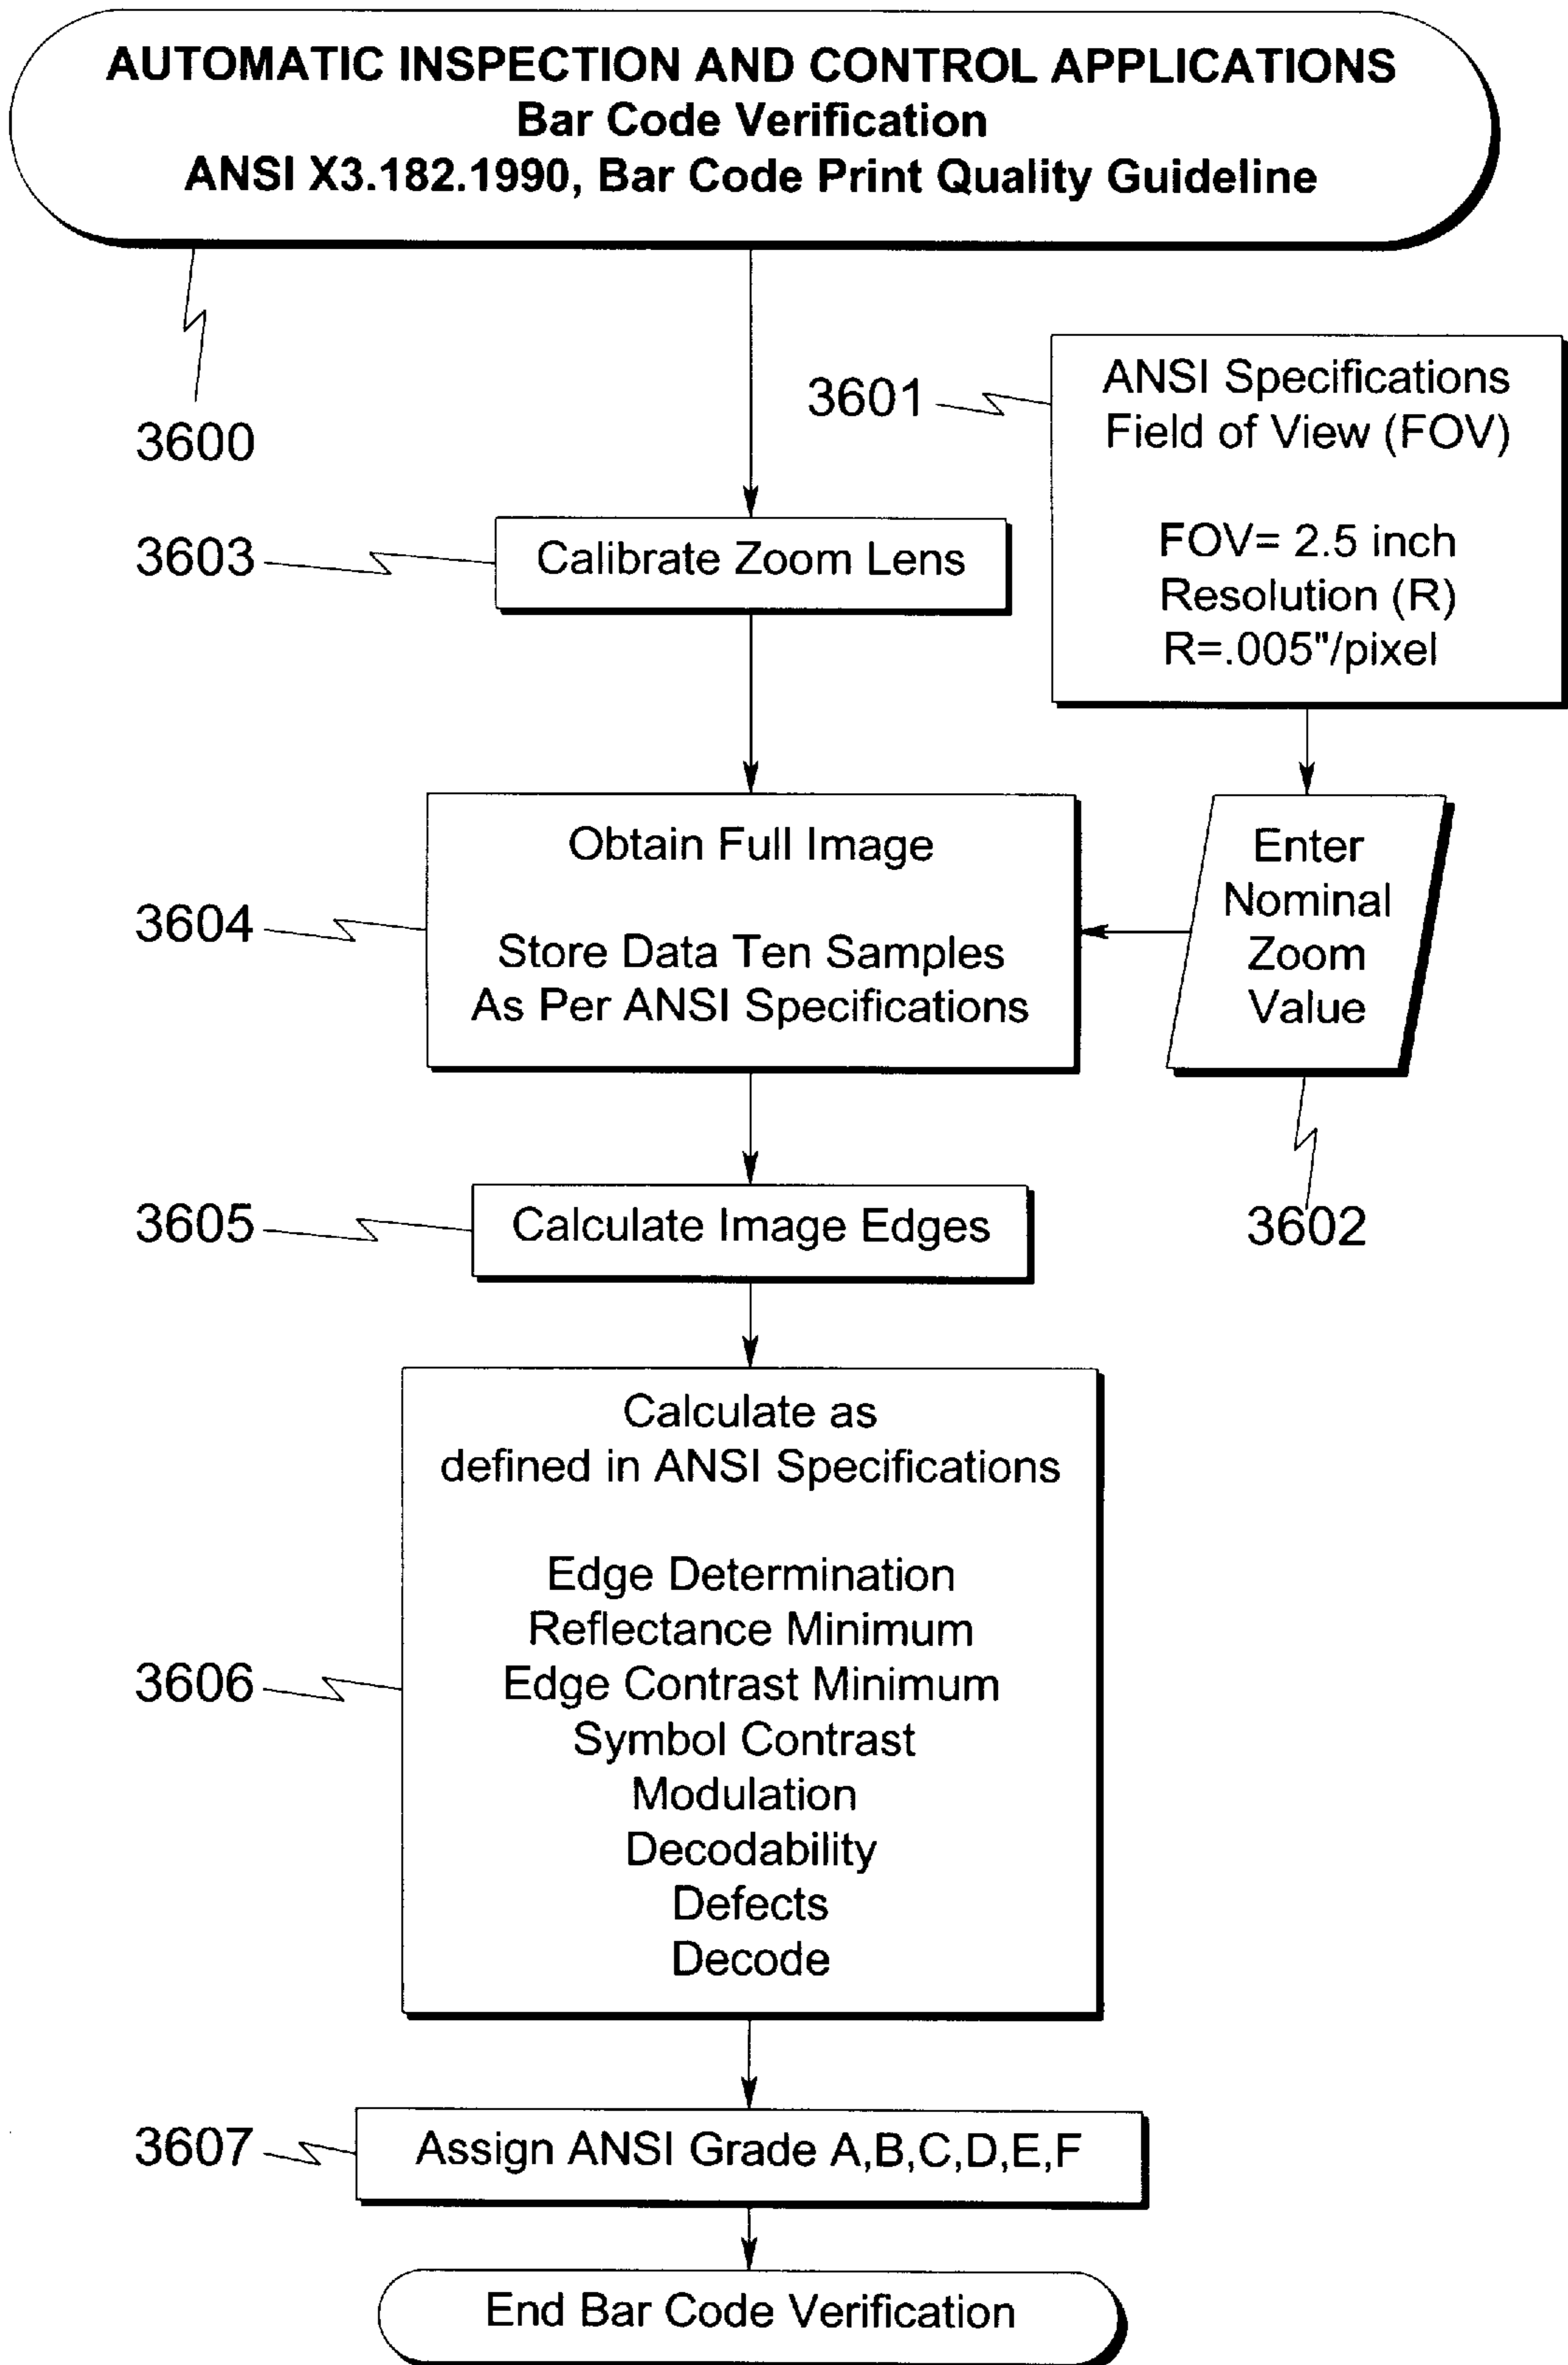 AUTOMATIC INSPECTION AND CONTROL APPLICATIONS
Bar Code Verification
ANSI X3.182.1990, Bar Code Print Quality Guideline
3600
3601
ANSI Specifications
Field of View (FOV)
FOV= 2.5 inch
Resolution (R)
R=.005"/pixel
3603
Calibrate Zoom Lens
3604
Obtain Full Image
Store Data Ten Samples
As Per ANSI Specifications
Enter
Nominal
Zoom
Value
3602
3605
Calculate Image Edges
3606
Calculate as
defined in ANSI Specifications
Edge Determination
Reflectance Minimum
Edge Contrast Minimum
Symbol Contrast
Modulation
Decodability
Defects
Decode
3607
Assign ANSI Grade A,B,C,D,E,F
End Bar Code Verification